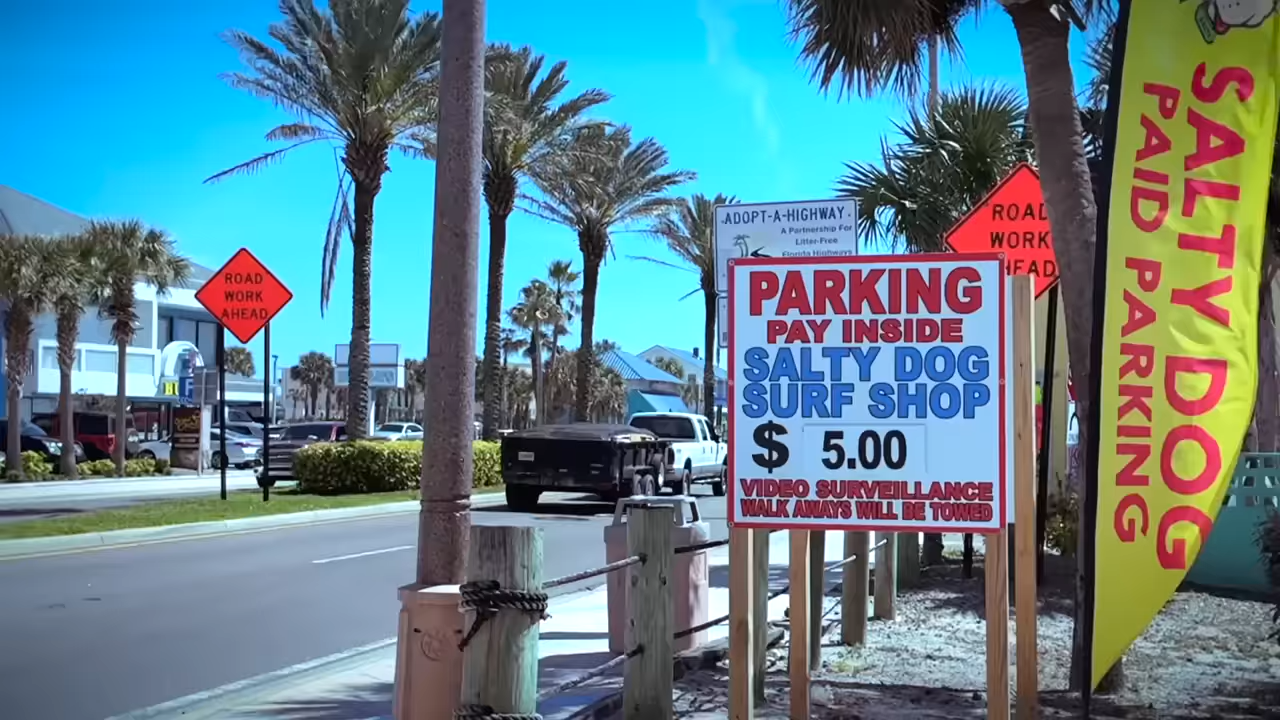 ROAD
WORK
AHEAD
ADOPT-A-HIGHWAY
A Partnership For
Litter-Free
Florida Highways
ROAD
WORK
PARKING
PAY INSIDE
SALTY DOG
SURF SHOP
$ 5.00
VIDEO SURVEILLANCE
WALK AWAYS WILL BE TOWED
SALTY DOG
PAID PARKING